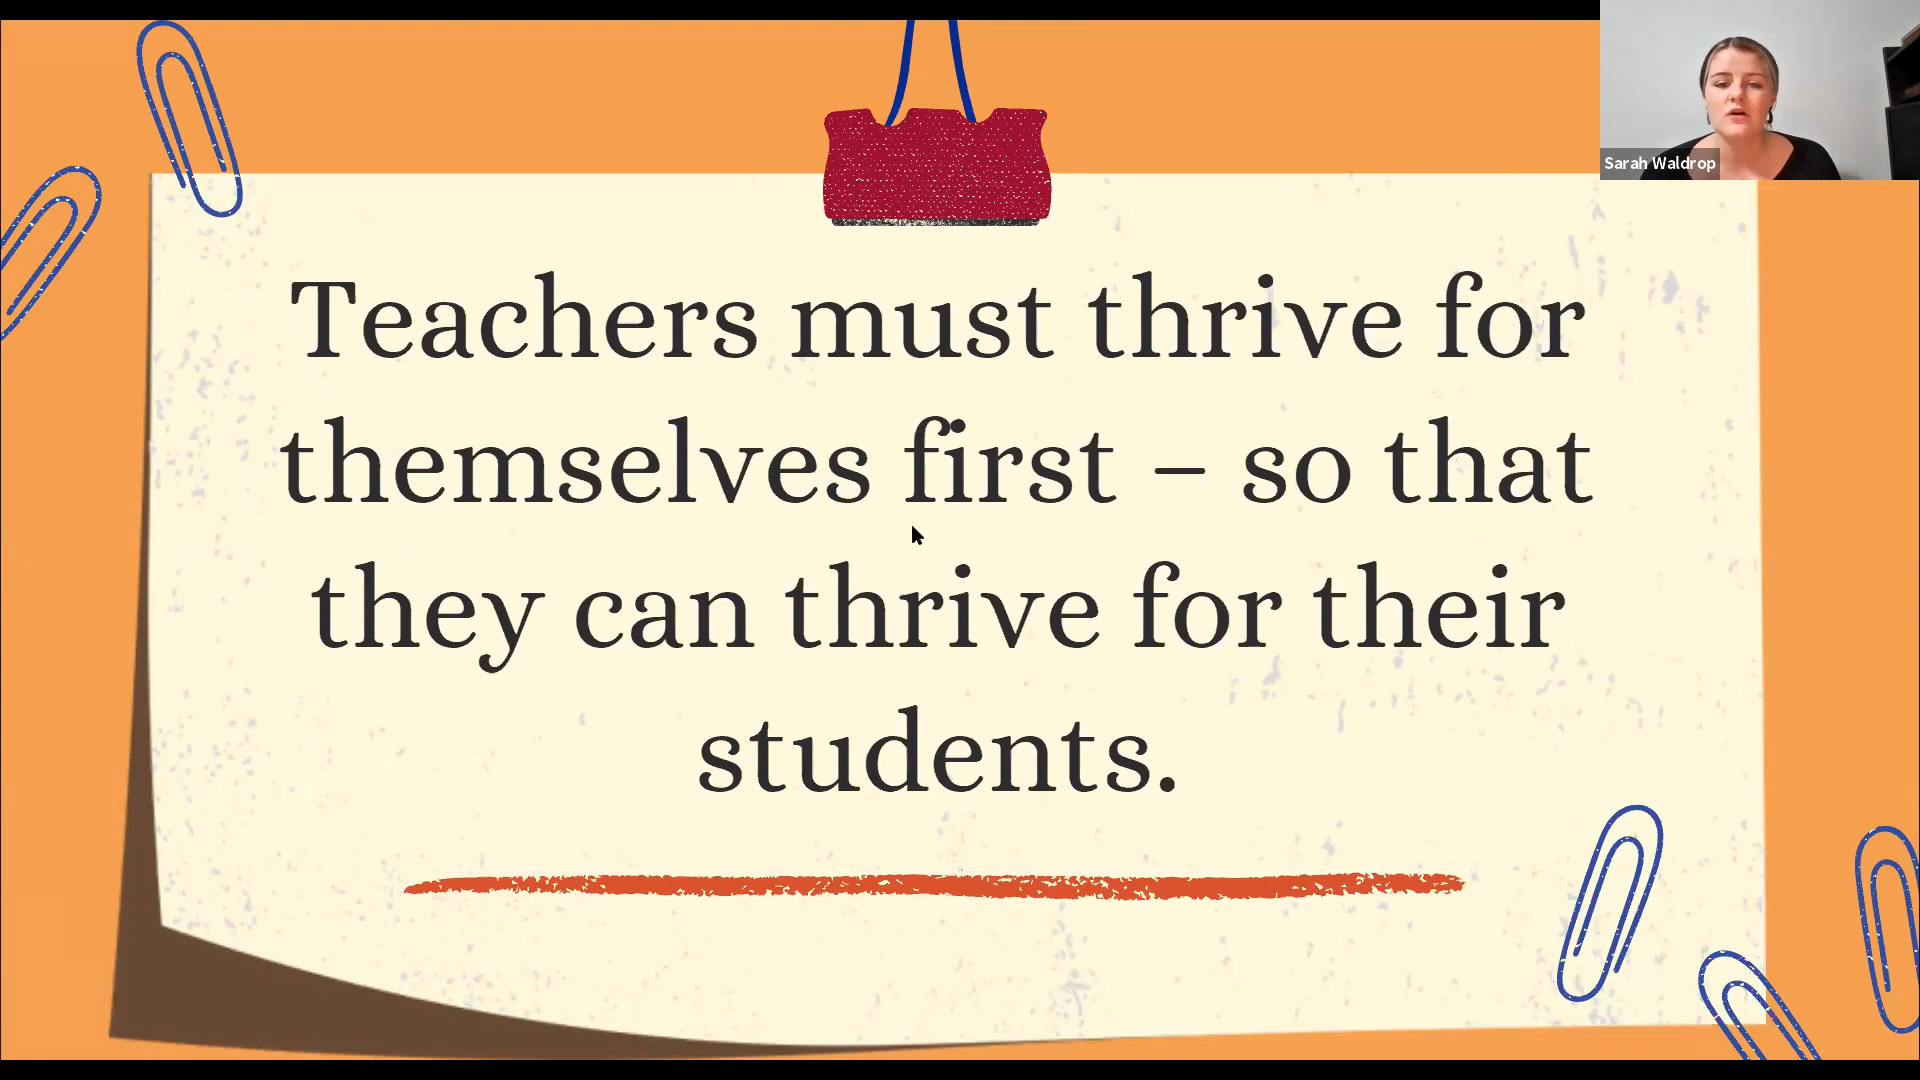 Sarah Waldrop
Teachers must thrive for
themselves first – so that
they can thrive for their
students.